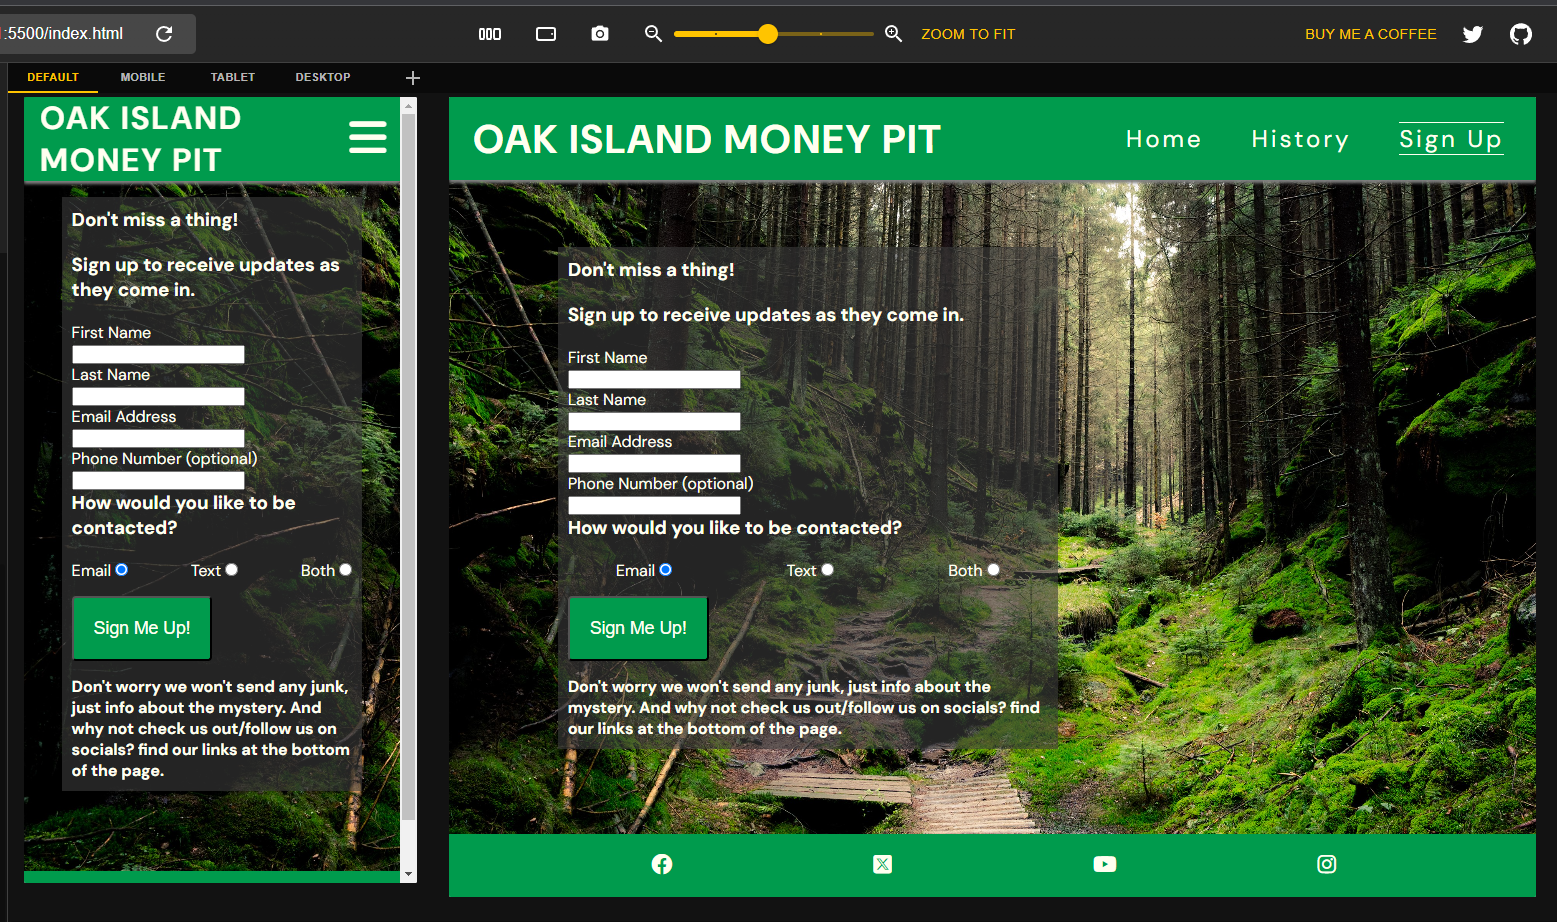 :5500/index.html
ZOOM TO FIT
BUY ME A COFFEE
DEFAULT
MOBILE
TABLET
DESKTOP
OAK ISLAND
MONEY PIT
Don't miss a thing!
Sign up to receive updates as
they come in.
First Name
Last Name
Email Address
Phone Number (optional)
How would you like to be
contacted?
Email
Text
Both
Sign Me Up!
Don't worry we won't send any junk,
just info about the mystery. And
why not check us out/follow us on
socials? find our links at the bottom
of the page.
OAK ISLAND MONEY PIT
Home
History
Sign Up
Don't miss a thing!
Sign up to receive updates as they come in.
First Name
Last Name
Email Address
Phone Number (optional)
How would you like to be contacted?
Email
Text
Both
Sign Me Up!
Don't worry we won't send any junk, just info about the
mystery. And why not check us out/follow us on socials? find
our links at the bottom of the page.